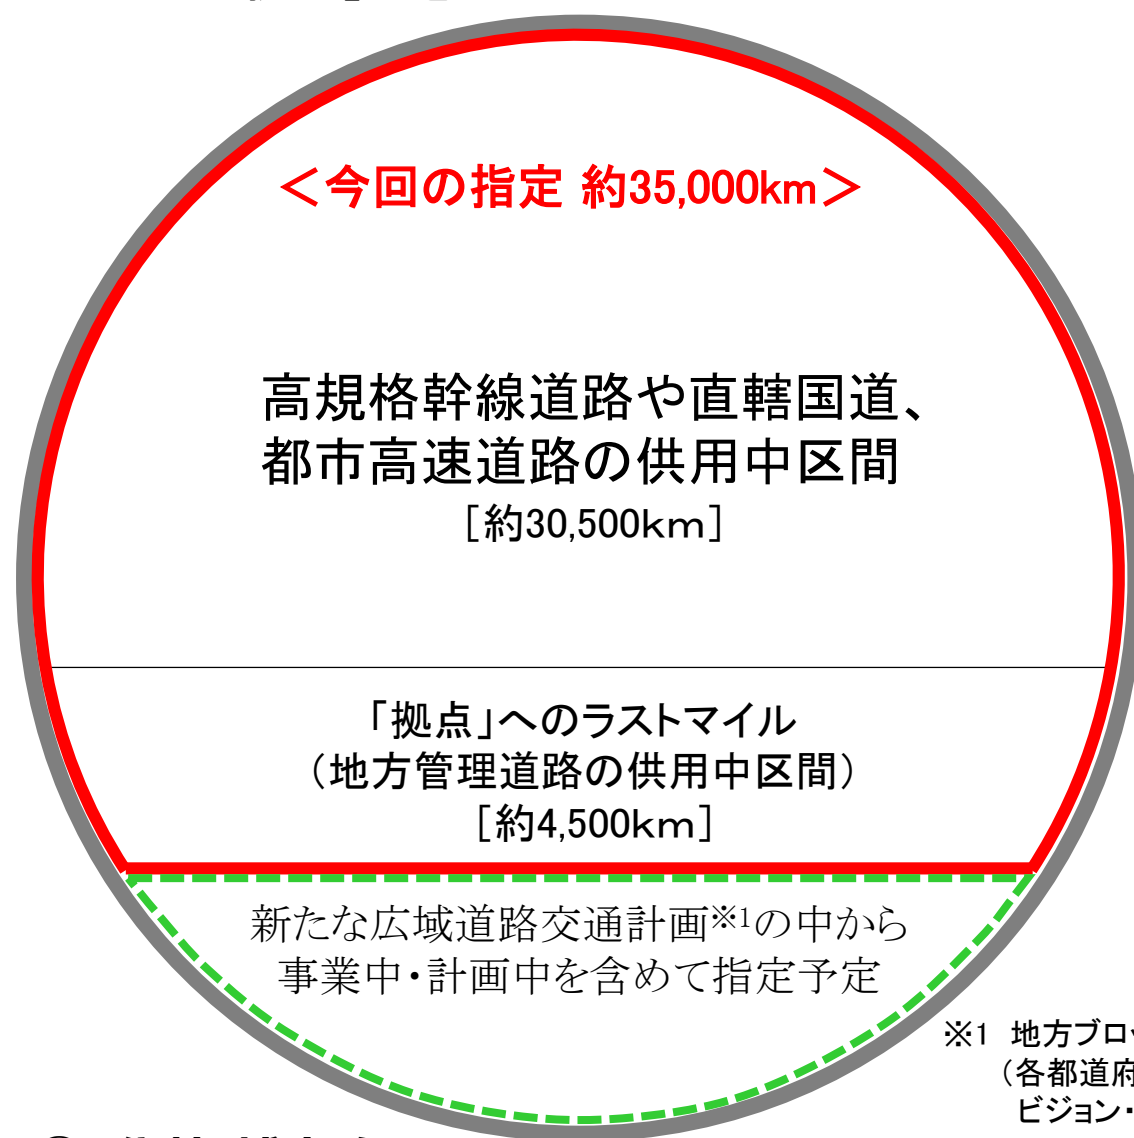 ＜今回の指定 約35,000km＞
高規格幹線道路や直轄国道、
都市高速道路の供用中区間
［約30,500km］
「拠点」へのラストマイル
（地方管理道路の供用中区間）
［約4,500km］
新たな広域道路交通計画※1の中から
事業中・計画中を含めて指定予定
※1 地方ブロッ
（各都道府
ビジョン・